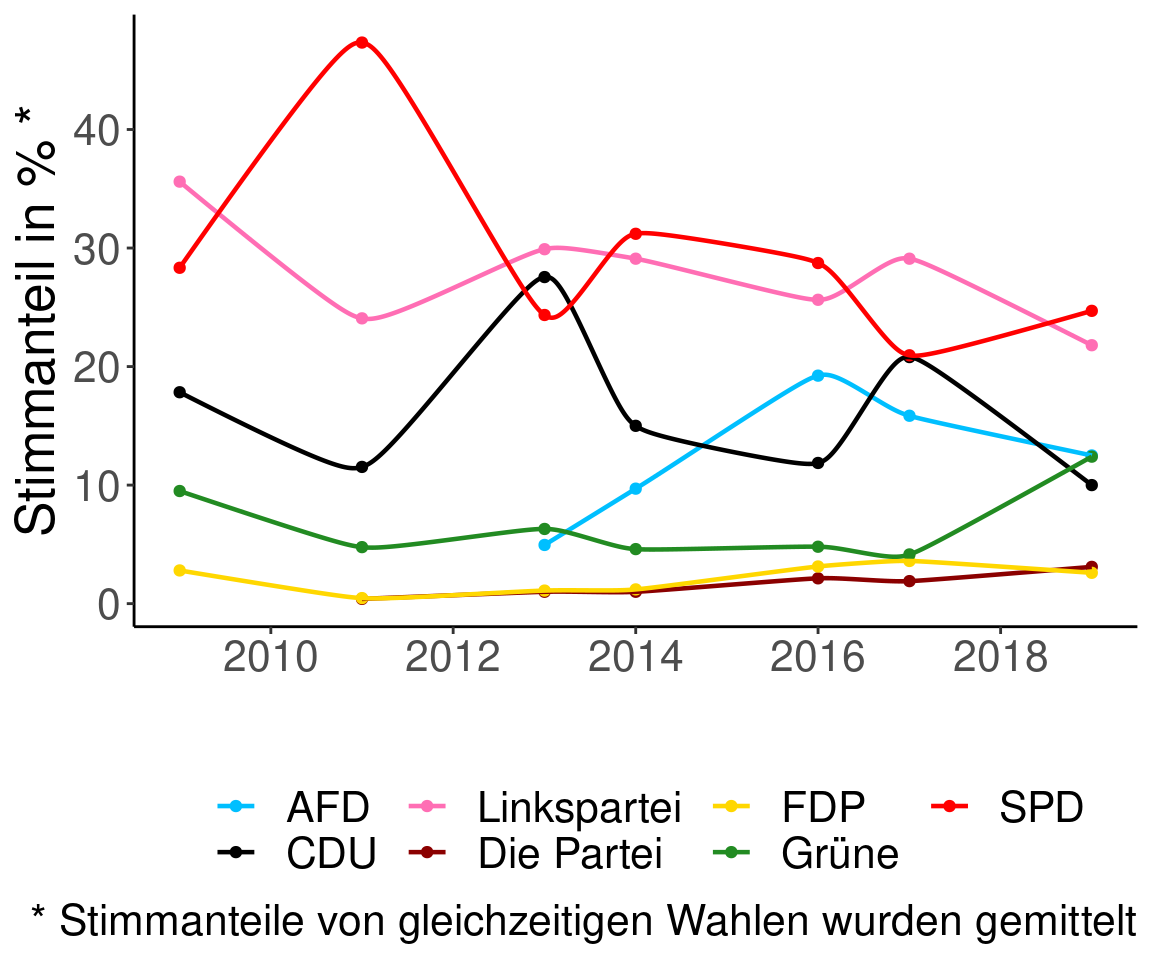 Stimmanteil in % *
40
30
20
10
0
2010 2012 2014 2016 2018
AFD Linkspartei FDP SPD
CDU Die Partei Grüne
* Stimmanteile von gleichzeitigen Wahlen wurden gemittelt